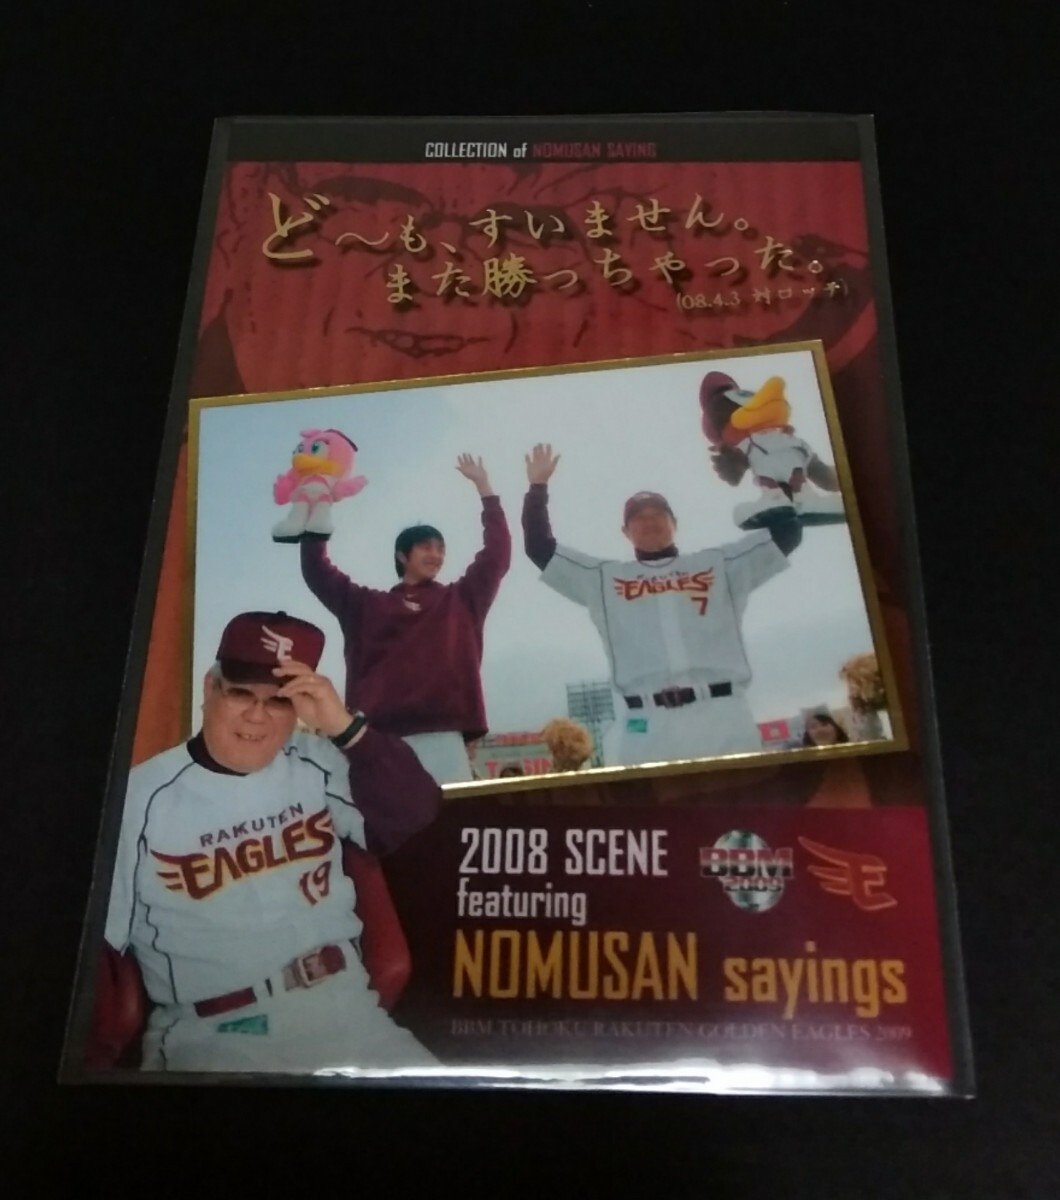 COLLECTION of NOMUSAN SAYING
ど〜も、すいません。
また勝っちゃった。
(08.4.3 対ロッテ)
RAKUTEN
EAGLES
7
RAKUTEN
EAGLES
19
2008 SCENE
featuring
NOMUSAN sayings
BBM
2009
E
BBM TOHOKU RAKUTEN GOLDEN EAGLES 2009